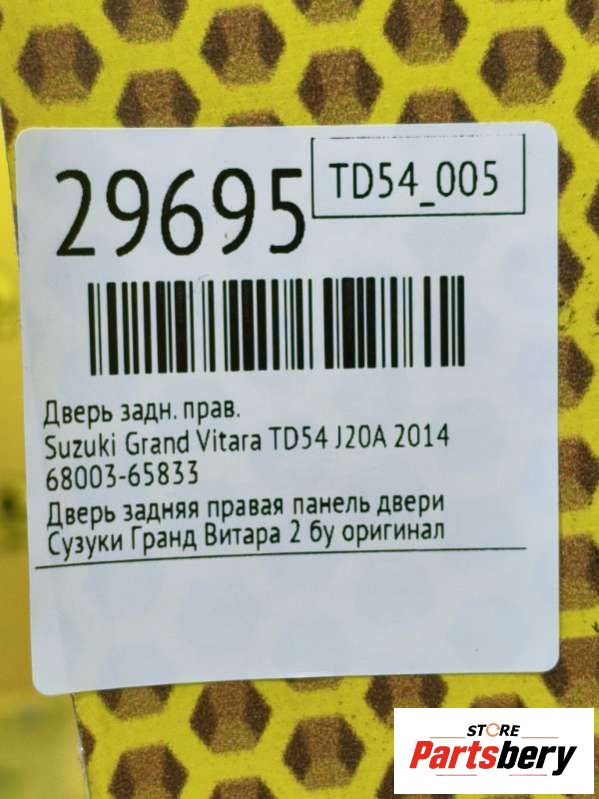 29695
TD54_005
Дверь задн. прав.
Suzuki Grand Vitara TD54 J20A 2014
68003-65833
Дверь задняя правая панель двери
Сузуки Гранд Витара 2 бу оригинал
STORE
Partsbery